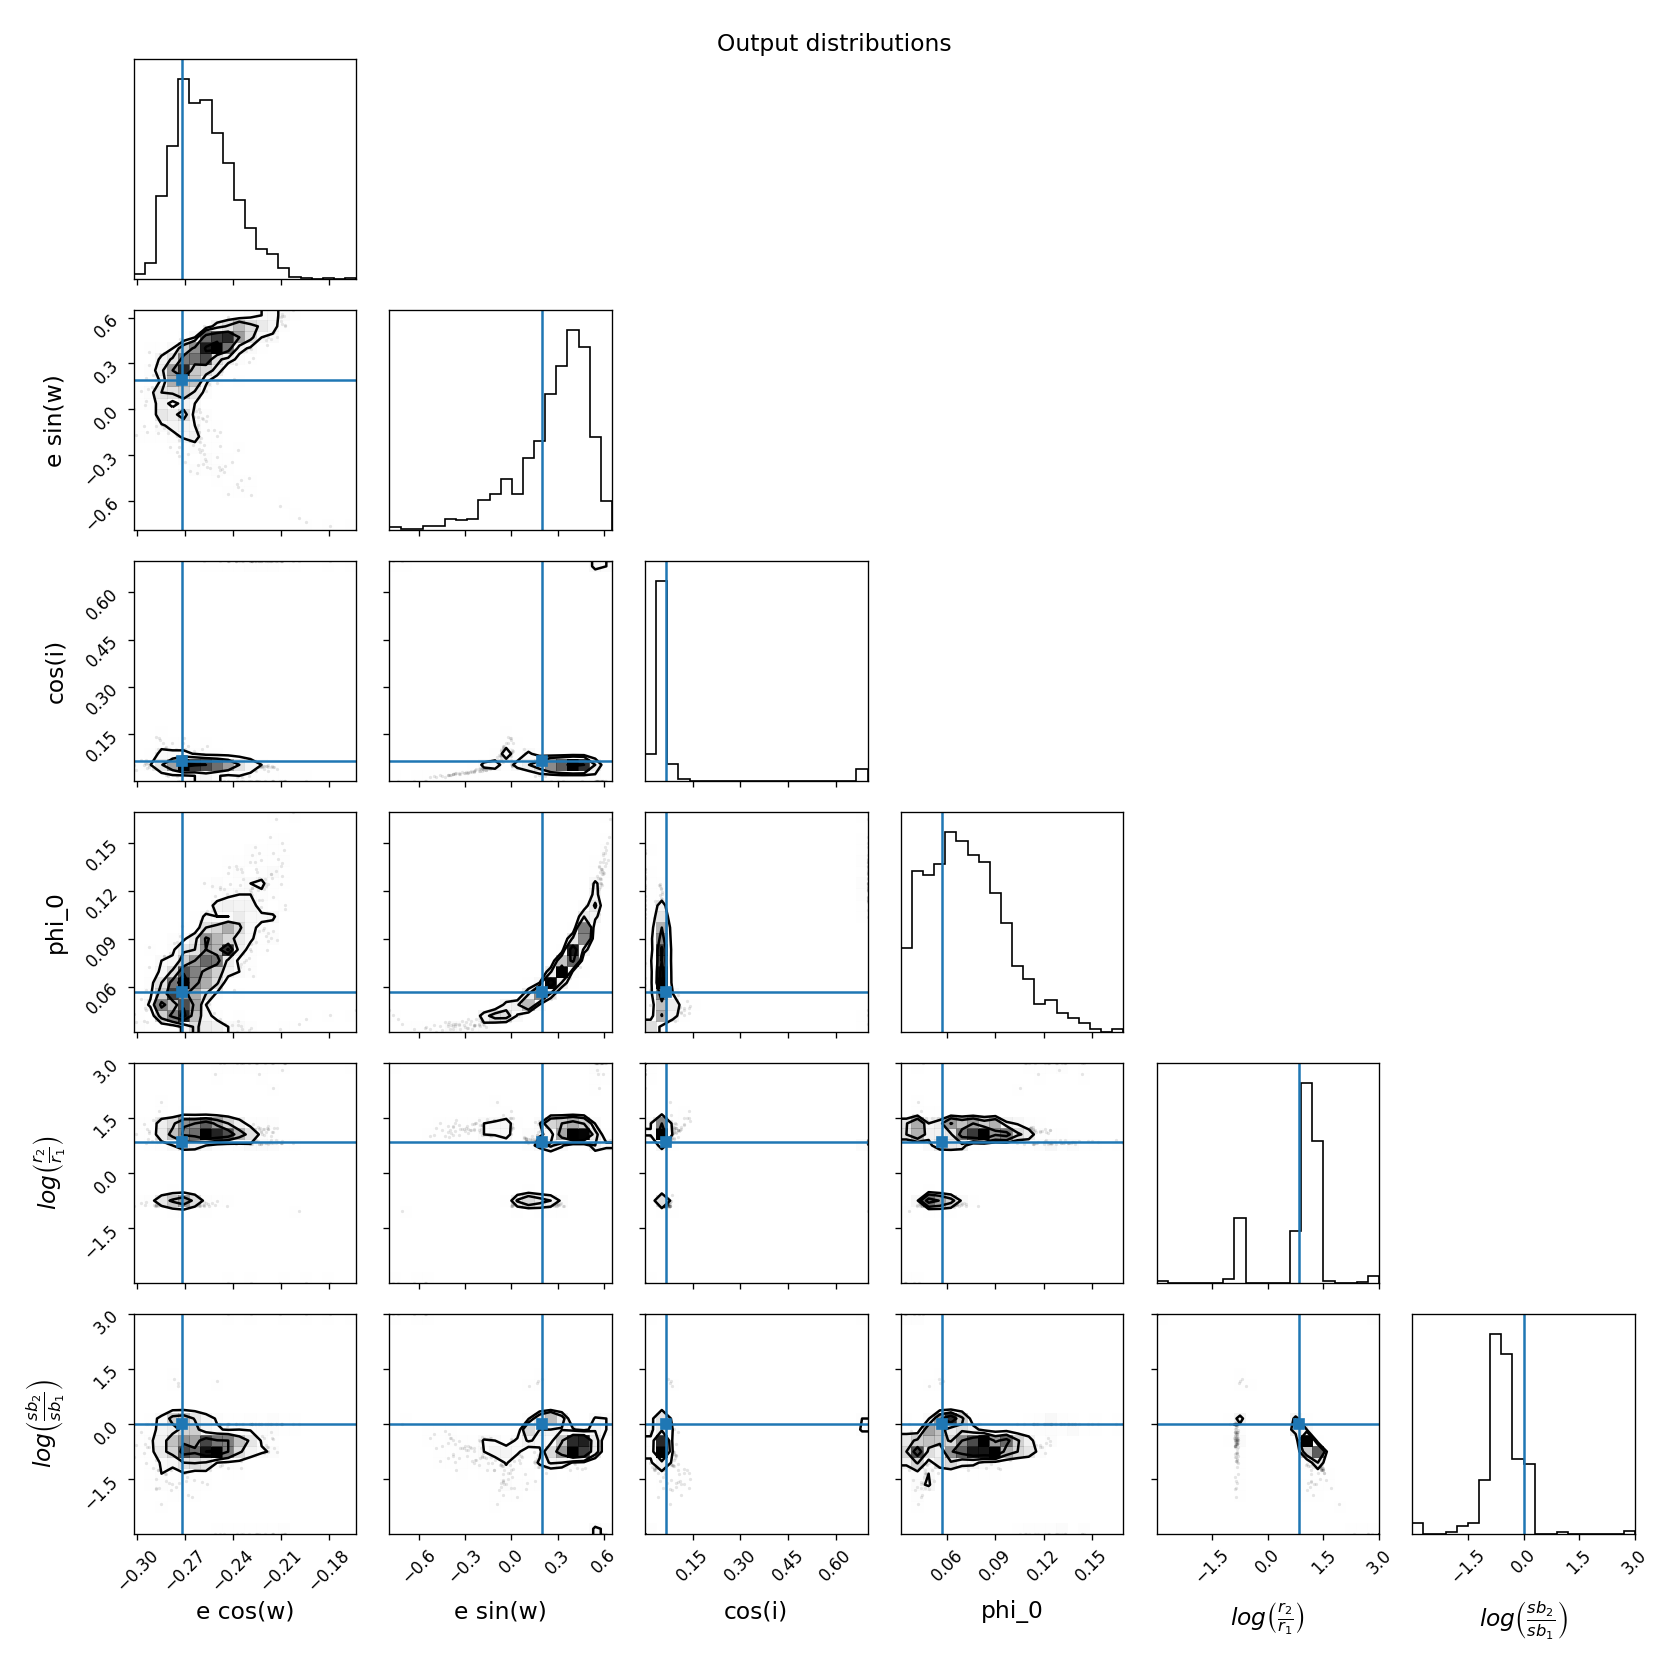 Output distributions
0.6
0.3
0.0
−0.3
−0.6
e sin(w)
0.60
0.45
0.30
0.15
cos(i)
0.15
0.12
0.09
0.06
phi_0
3.0
1.5
0.0
−1.5
log(r2/r1)
3.0
1.5
0.0
−1.5
log(sb2/sb1)
−0.30 −0.27 −0.24 −0.21 −0.18 −0.6 −0.3 0.0 0.3 0.6 0.15 0.30 0.45 0.60 0.06 0.09 0.12 0.15 −1.5 0.0 1.5 3.0 −1.5 0.0 1.5 3.0
e cos(w) e sin(w) cos(i) phi_0 log(r2/r1) log(sb2/sb1)